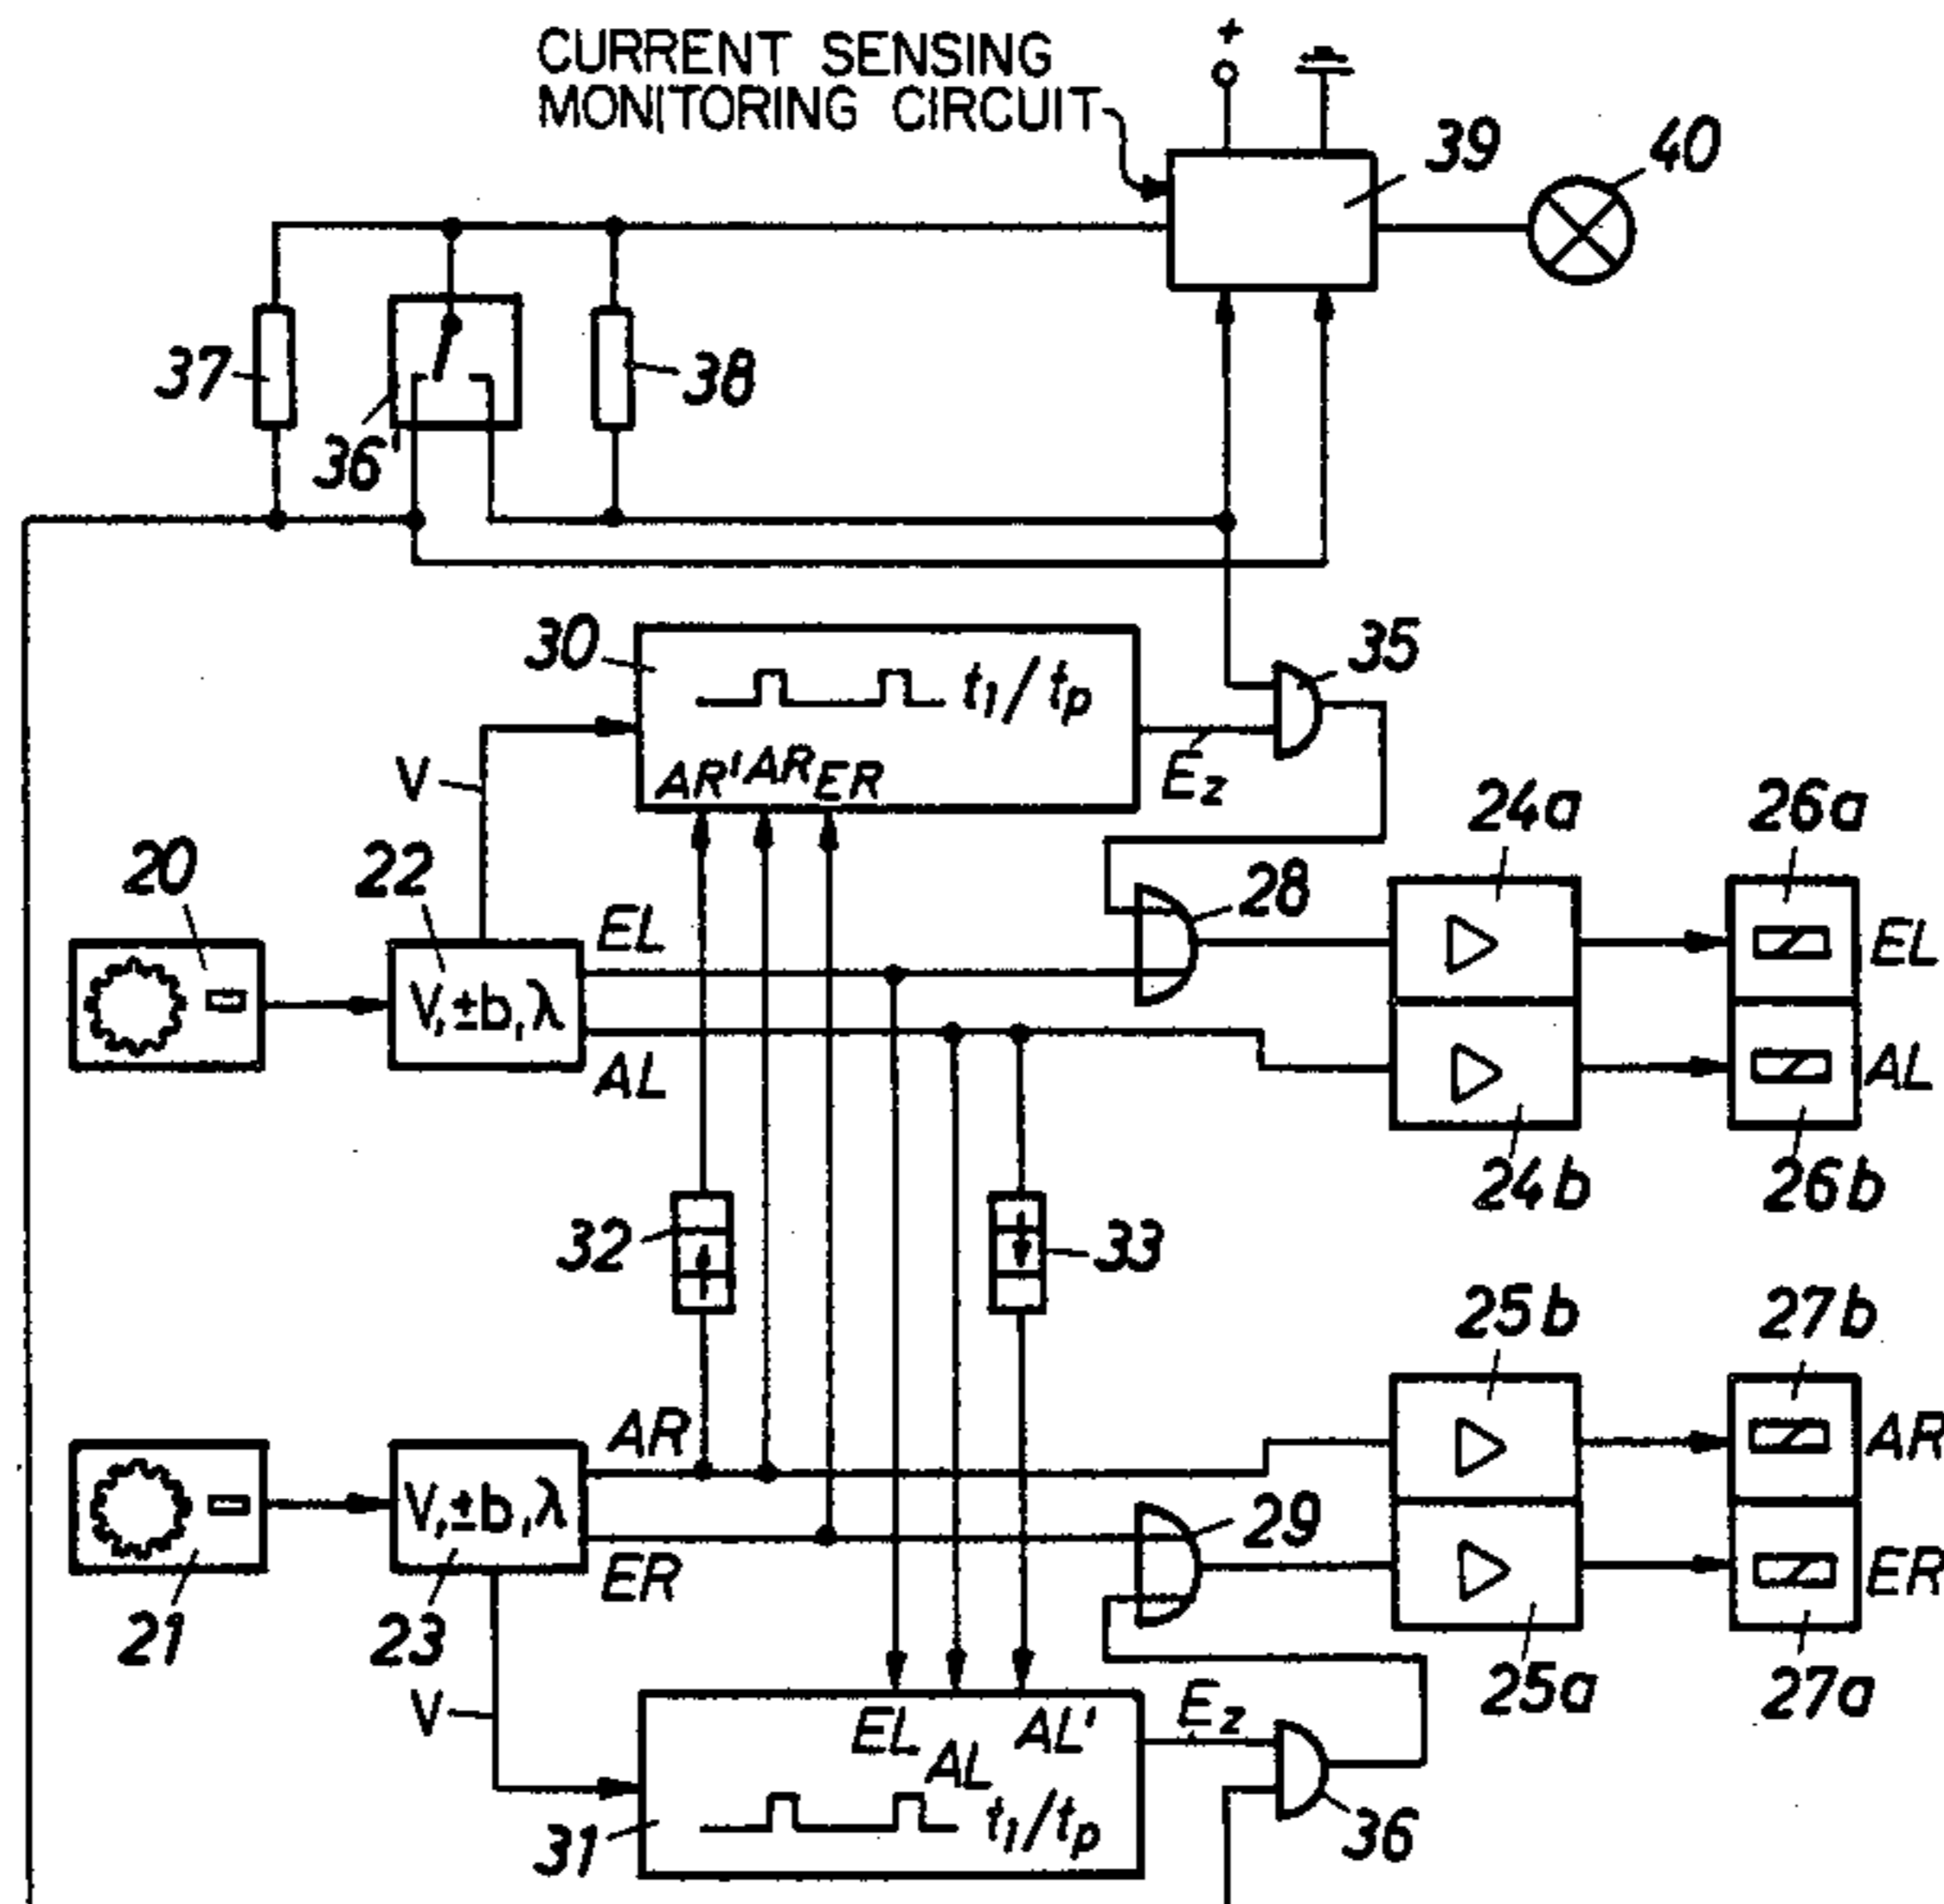 CURRENT SENSING
MONITORING CIRCUIT
+
39
40
37
36'
38
30
t1/tp
35
V
AR' AR ER
Ez
24a
26a
20
22
EL
28
EL
V,±b,λ
AL
AL
24b
26b
32
33
25b
27b
AR
AR
V,±b,λ
29
ER
ER
21
23
25a
27a
V
Ez
EL AL AL'
t1/tp
31
36